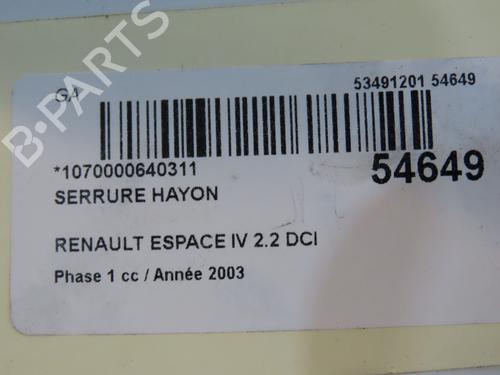 GA
53491201 54649
*1070000640311
54649
SERRURE HAYON
RENAULT ESPACE IV 2.2 DCI
Phase 1 cc / Année 2003
B-PARTS